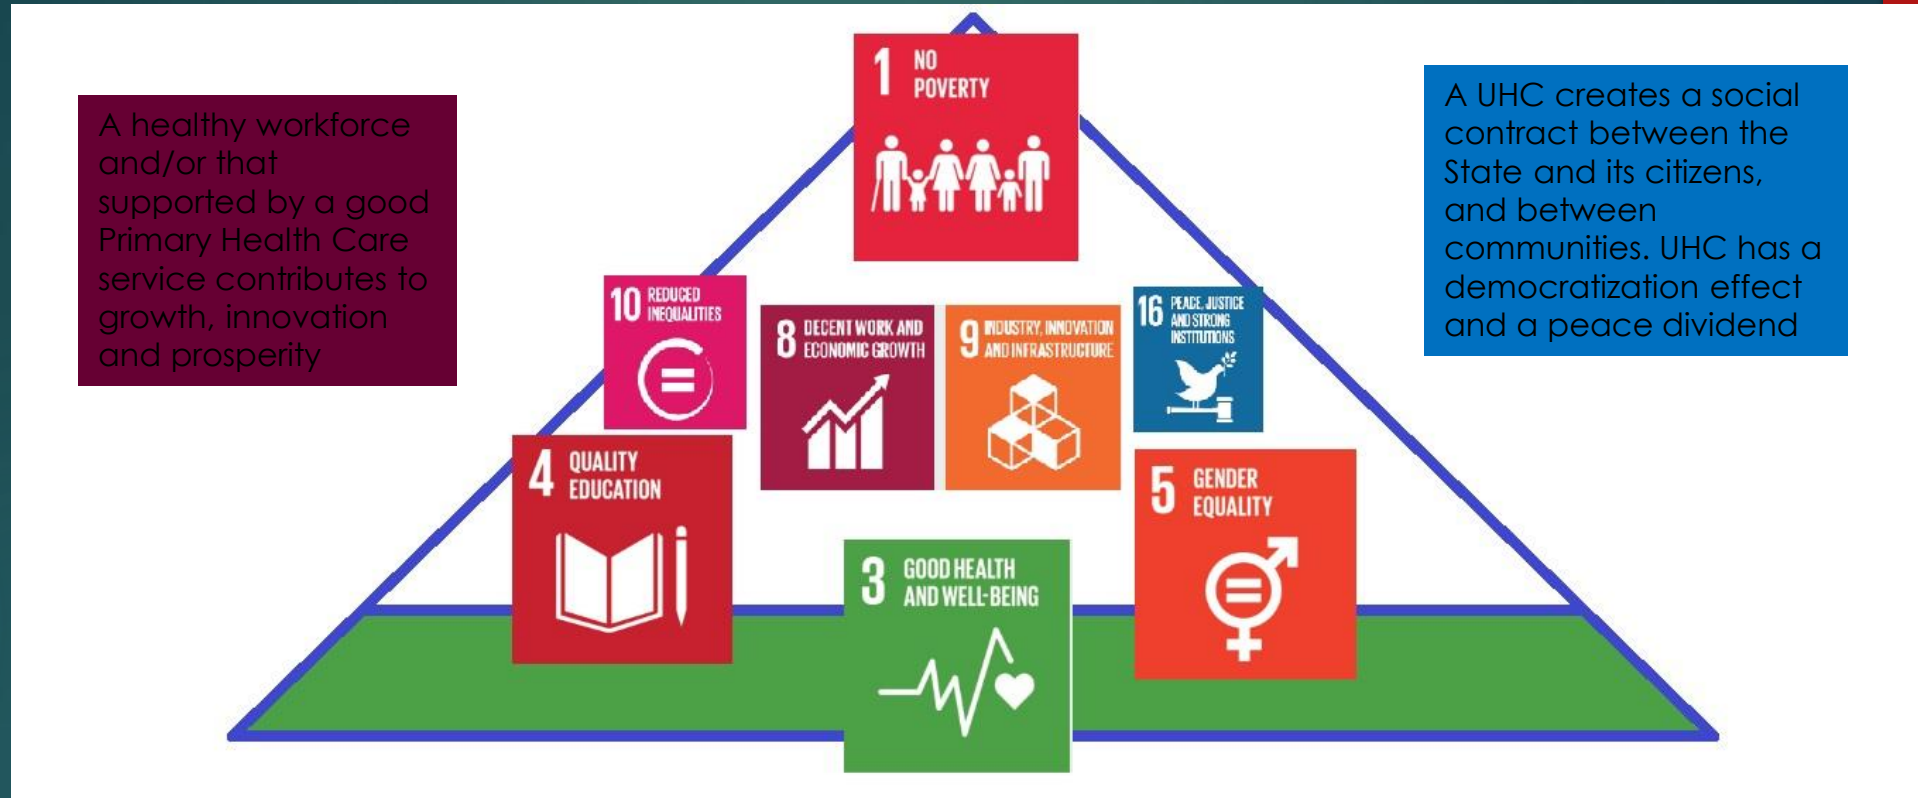 A healthy workforce
and/or that
supported by a good
Primary Health Care
service contributes to
growth, innovation
and prosperity
1 NO
POVERTY
A UHC creates a social
contract between the
State and its citizens,
and between
communities. UHC has a
democratization effect
and a peace dividend
10 REDUCED
INEQUALITIES
8 DECENT WORK AND
ECONOMIC GROWTH
9 INDUSTRY, INNOVATION
AND INFRASTRUCTURE
16 PEACE, JUSTICE
AND STRONG
INSTITUTIONS
4 QUALITY
EDUCATION
5 GENDER
EQUALITY
3 GOOD HEALTH
AND WELL-BEING